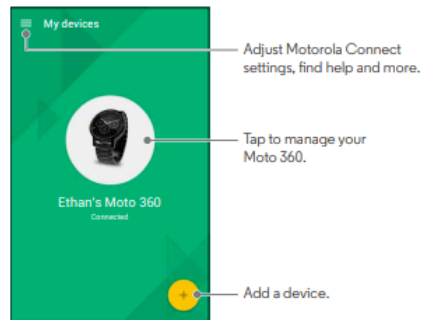 My devices
Adjust Motorola Connect
settings, find help and more.
Tap to manage your
Moto 360.
Ethan's Moto 360
Connected
+
Add a device.